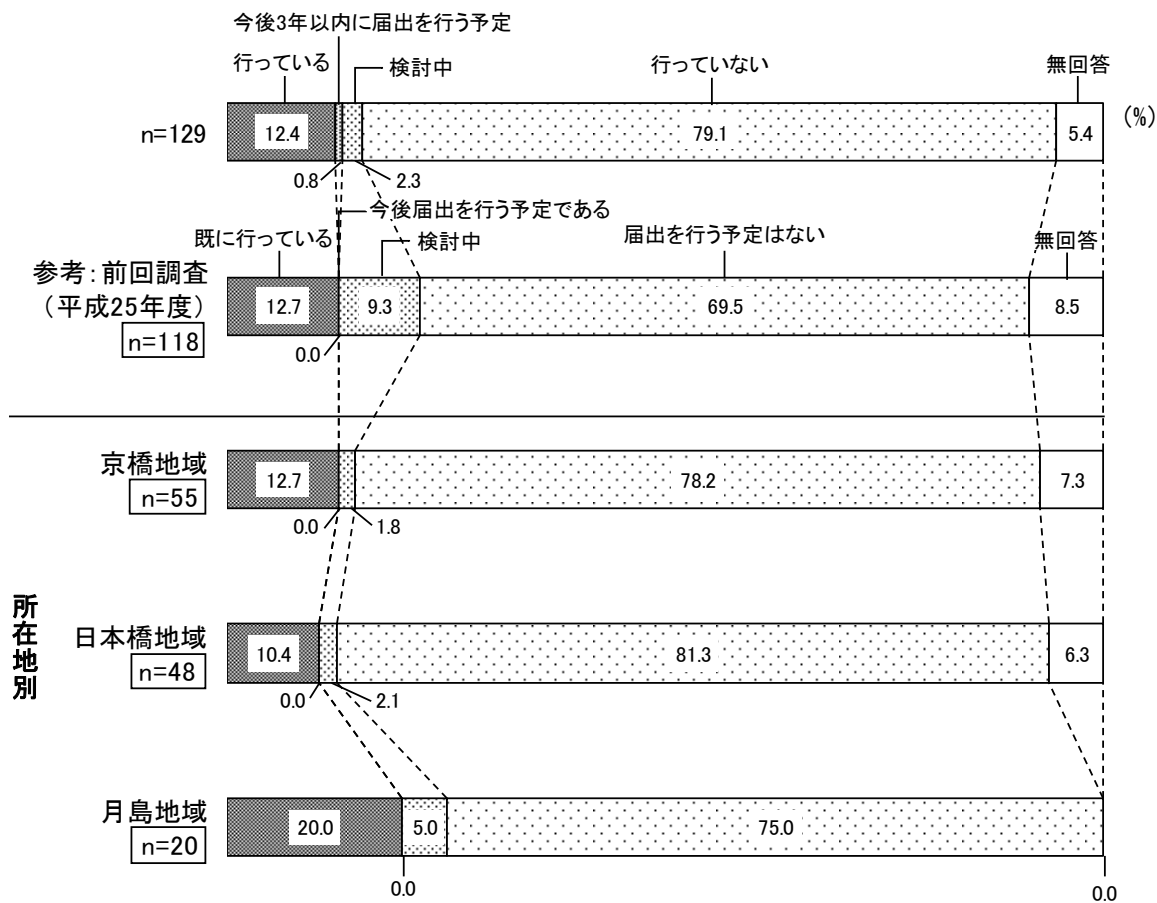 今後3年以内に届出を行う予定
行っている
検討中
行っていない
無回答
(%)
n=129
12.4
79.1
5.4
0.8
2.3
今後届出を行う予定である
既に行っている
検討中
届出を行う予定はない
無回答
参考：前回調査
（平成25年度）
n=118
12.7
9.3
69.5
8.5
0.0
京橋地域
n=55
12.7
78.2
7.3
0.0
1.8
所在地別
日本橋地域
n=48
10.4
81.3
6.3
0.0
2.1
月島地域
n=20
20.0
5.0
75.0
0.0
0.0